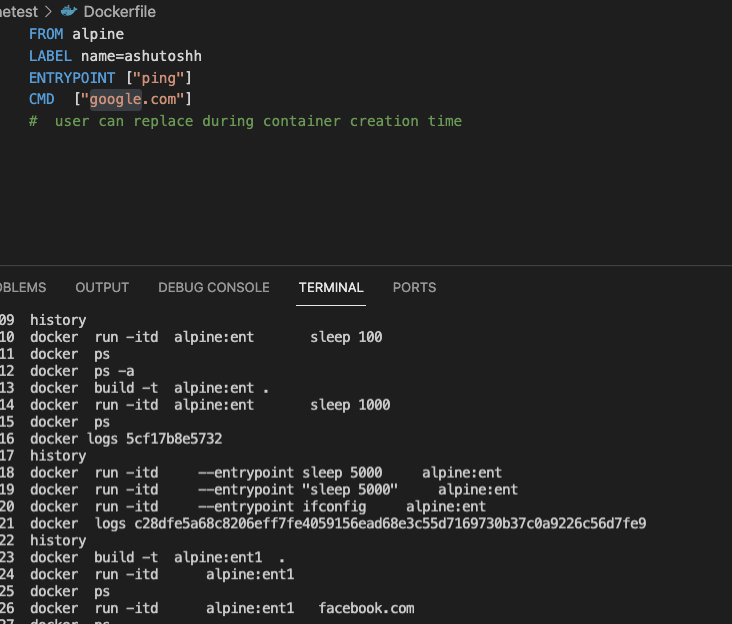 netest > Dockerfile
FROM alpine
LABEL name=ashutoshh
ENTRYPOINT ["ping"]
CMD ["google.com"]
# user can replace during container creation time
OBLEMS OUTPUT DEBUG CONSOLE TERMINAL PORTS
09 history
10 docker run -itd alpine:ent sleep 100
11 docker ps
12 docker ps -a
13 docker build -t alpine:ent .
14 docker run -itd alpine:ent sleep 1000
15 docker ps
16 docker logs 5cf17b8e5732
17 history
18 docker run -itd --entrypoint sleep 5000 alpine:ent
19 docker run -itd --entrypoint "sleep 5000" alpine:ent
20 docker run -itd --entrypoint ifconfig alpine:ent
21 docker logs c28dfe5a68c8206eff7fe4059156ead68e3c55d7169730b37c0a9226c56d7fe9
22 history
23 docker build -t alpine:ent1 .
24 docker run -itd alpine:ent1
25 docker ps
26 docker run -itd alpine:ent1 facebook.com
27 docker ps